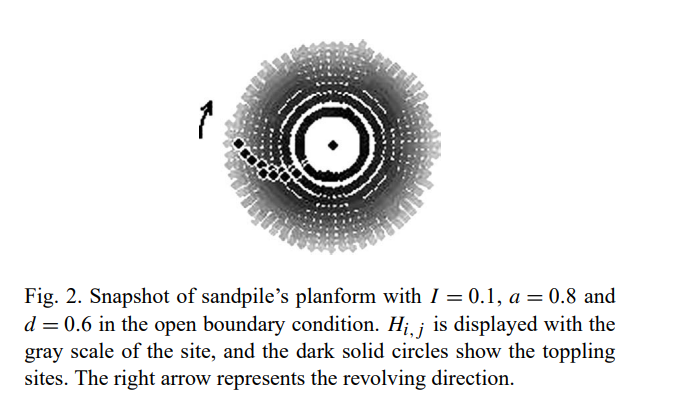 Fig. 2. Snapshot of sandpile's planform with I = 0.1, a = 0.8 and
d = 0.6 in the open boundary condition. H_{i,j} is displayed with the
gray scale of the site, and the dark solid circles show the toppling
sites. The right arrow represents the revolving direction.